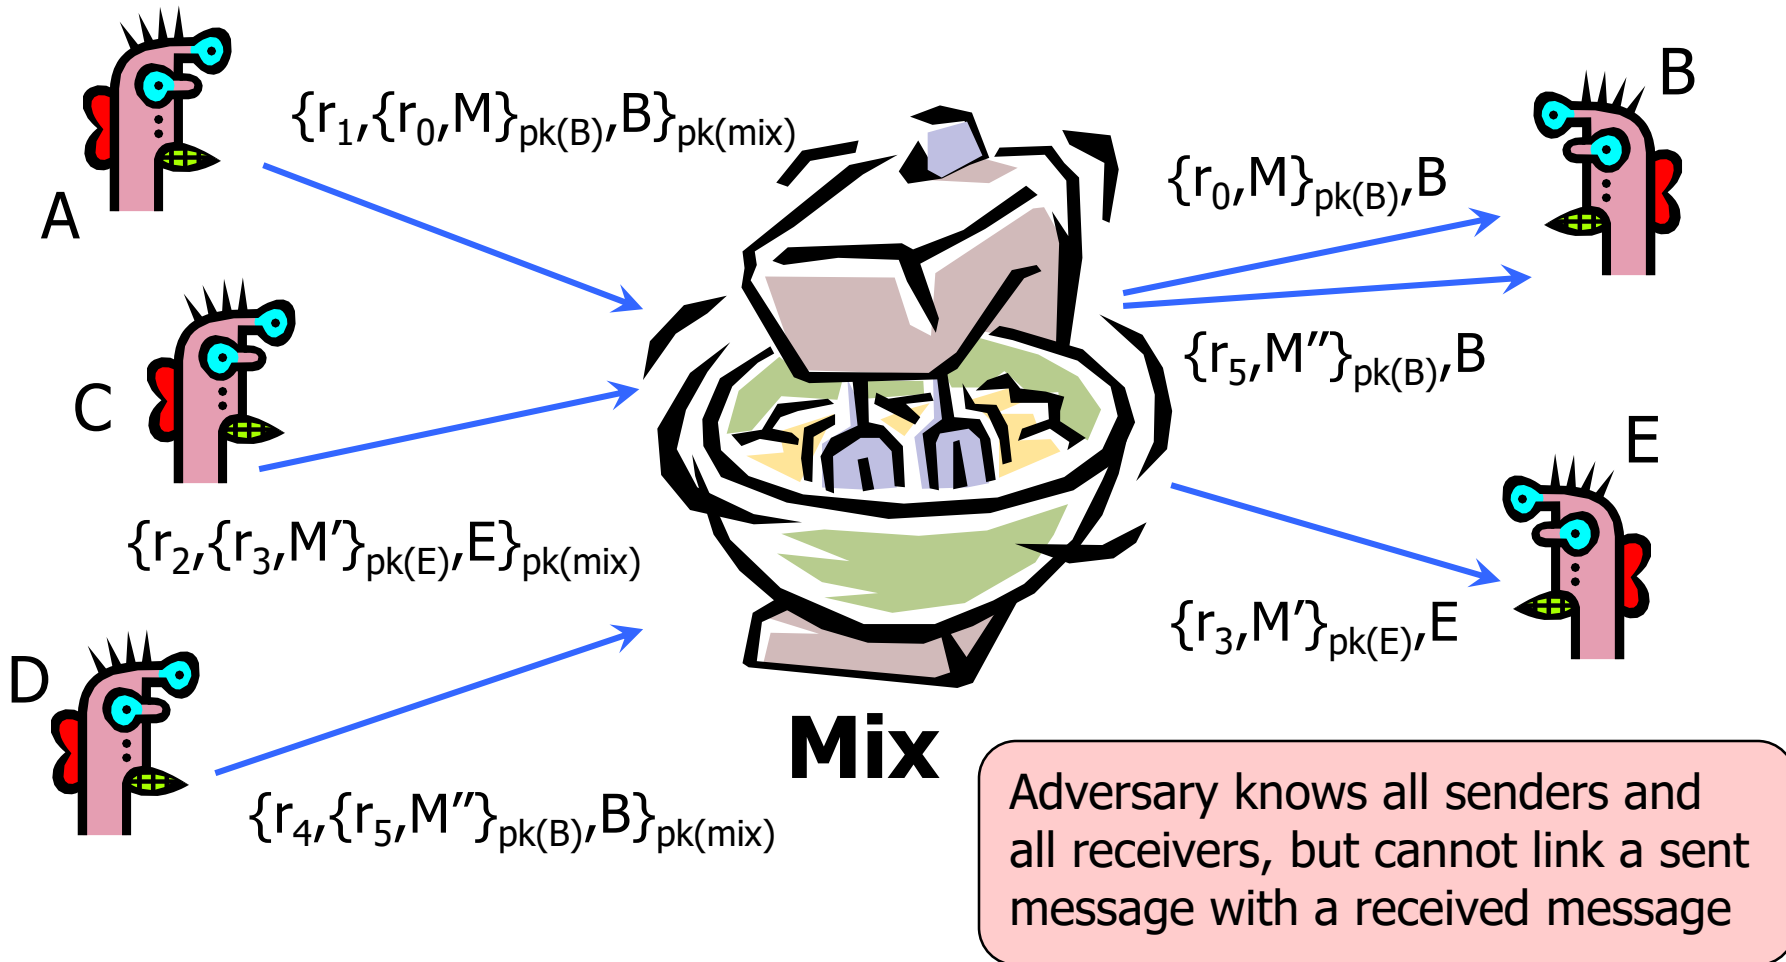 B
{r₁,{r₀,M}pk(B),B}pk(mix)
{r₀,M}pk(B),B
A
{r₅,M″}pk(B),B
C
E
{r₂,{r₃,M′}pk(E),E}pk(mix)
{r₃,M′}pk(E),E
D
Mix
{r₄,{r₅,M″}pk(B),B}pk(mix)
Adversary knows all senders and
all receivers, but cannot link a sent
message with a received message